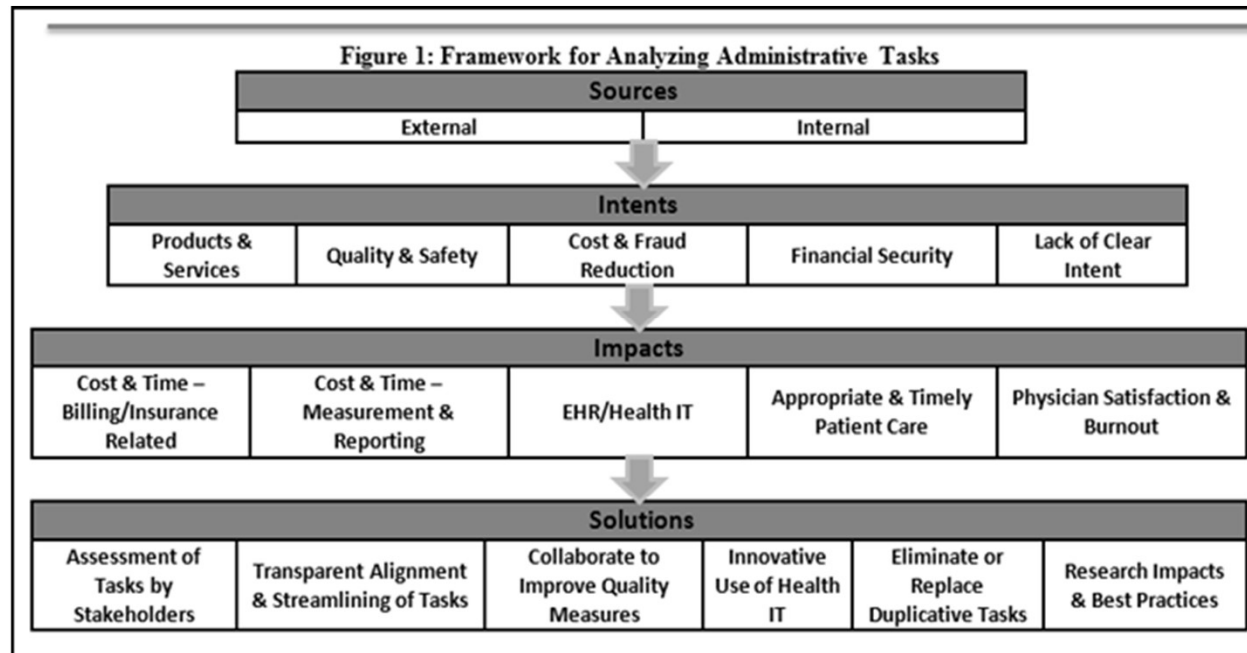 Figure 1: Framework for Analyzing Administrative Tasks
Sources
External
Internal
Intents
Products &
Services
Quality & Safety
Cost & Fraud
Reduction
Financial Security
Lack of Clear
Intent
Impacts
Cost & Time –
Billing/Insurance
Related
Cost & Time –
Measurement &
Reporting
EHR/Health IT
Appropriate & Timely
Patient Care
Physician Satisfaction &
Burnout
Solutions
Assessment of
Tasks by
Stakeholders
Transparent Alignment
& Streamlining of Tasks
Collaborate to
Improve Quality
Measures
Innovative
Use of Health
IT
Eliminate or
Replace
Duplicative Tasks
Research Impacts
& Best Practices